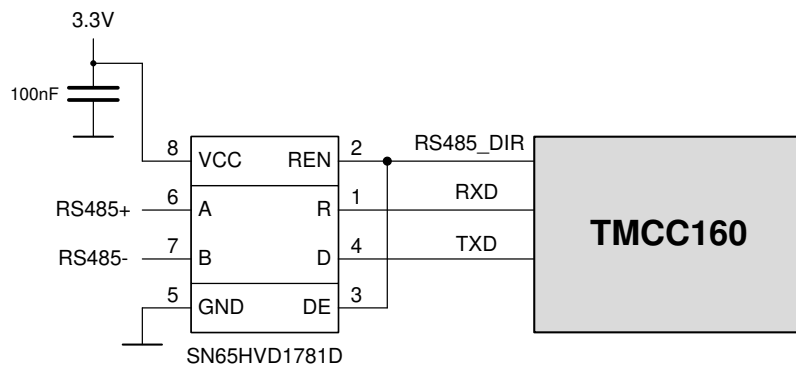 3.3V
100nF
8 VCC REN 2 RS485_DIR
RS485+ 6 A R 1 RXD
RS485- 7 B D 4 TXD
TMCC160
5 GND DE 3
SN65HVD1781D